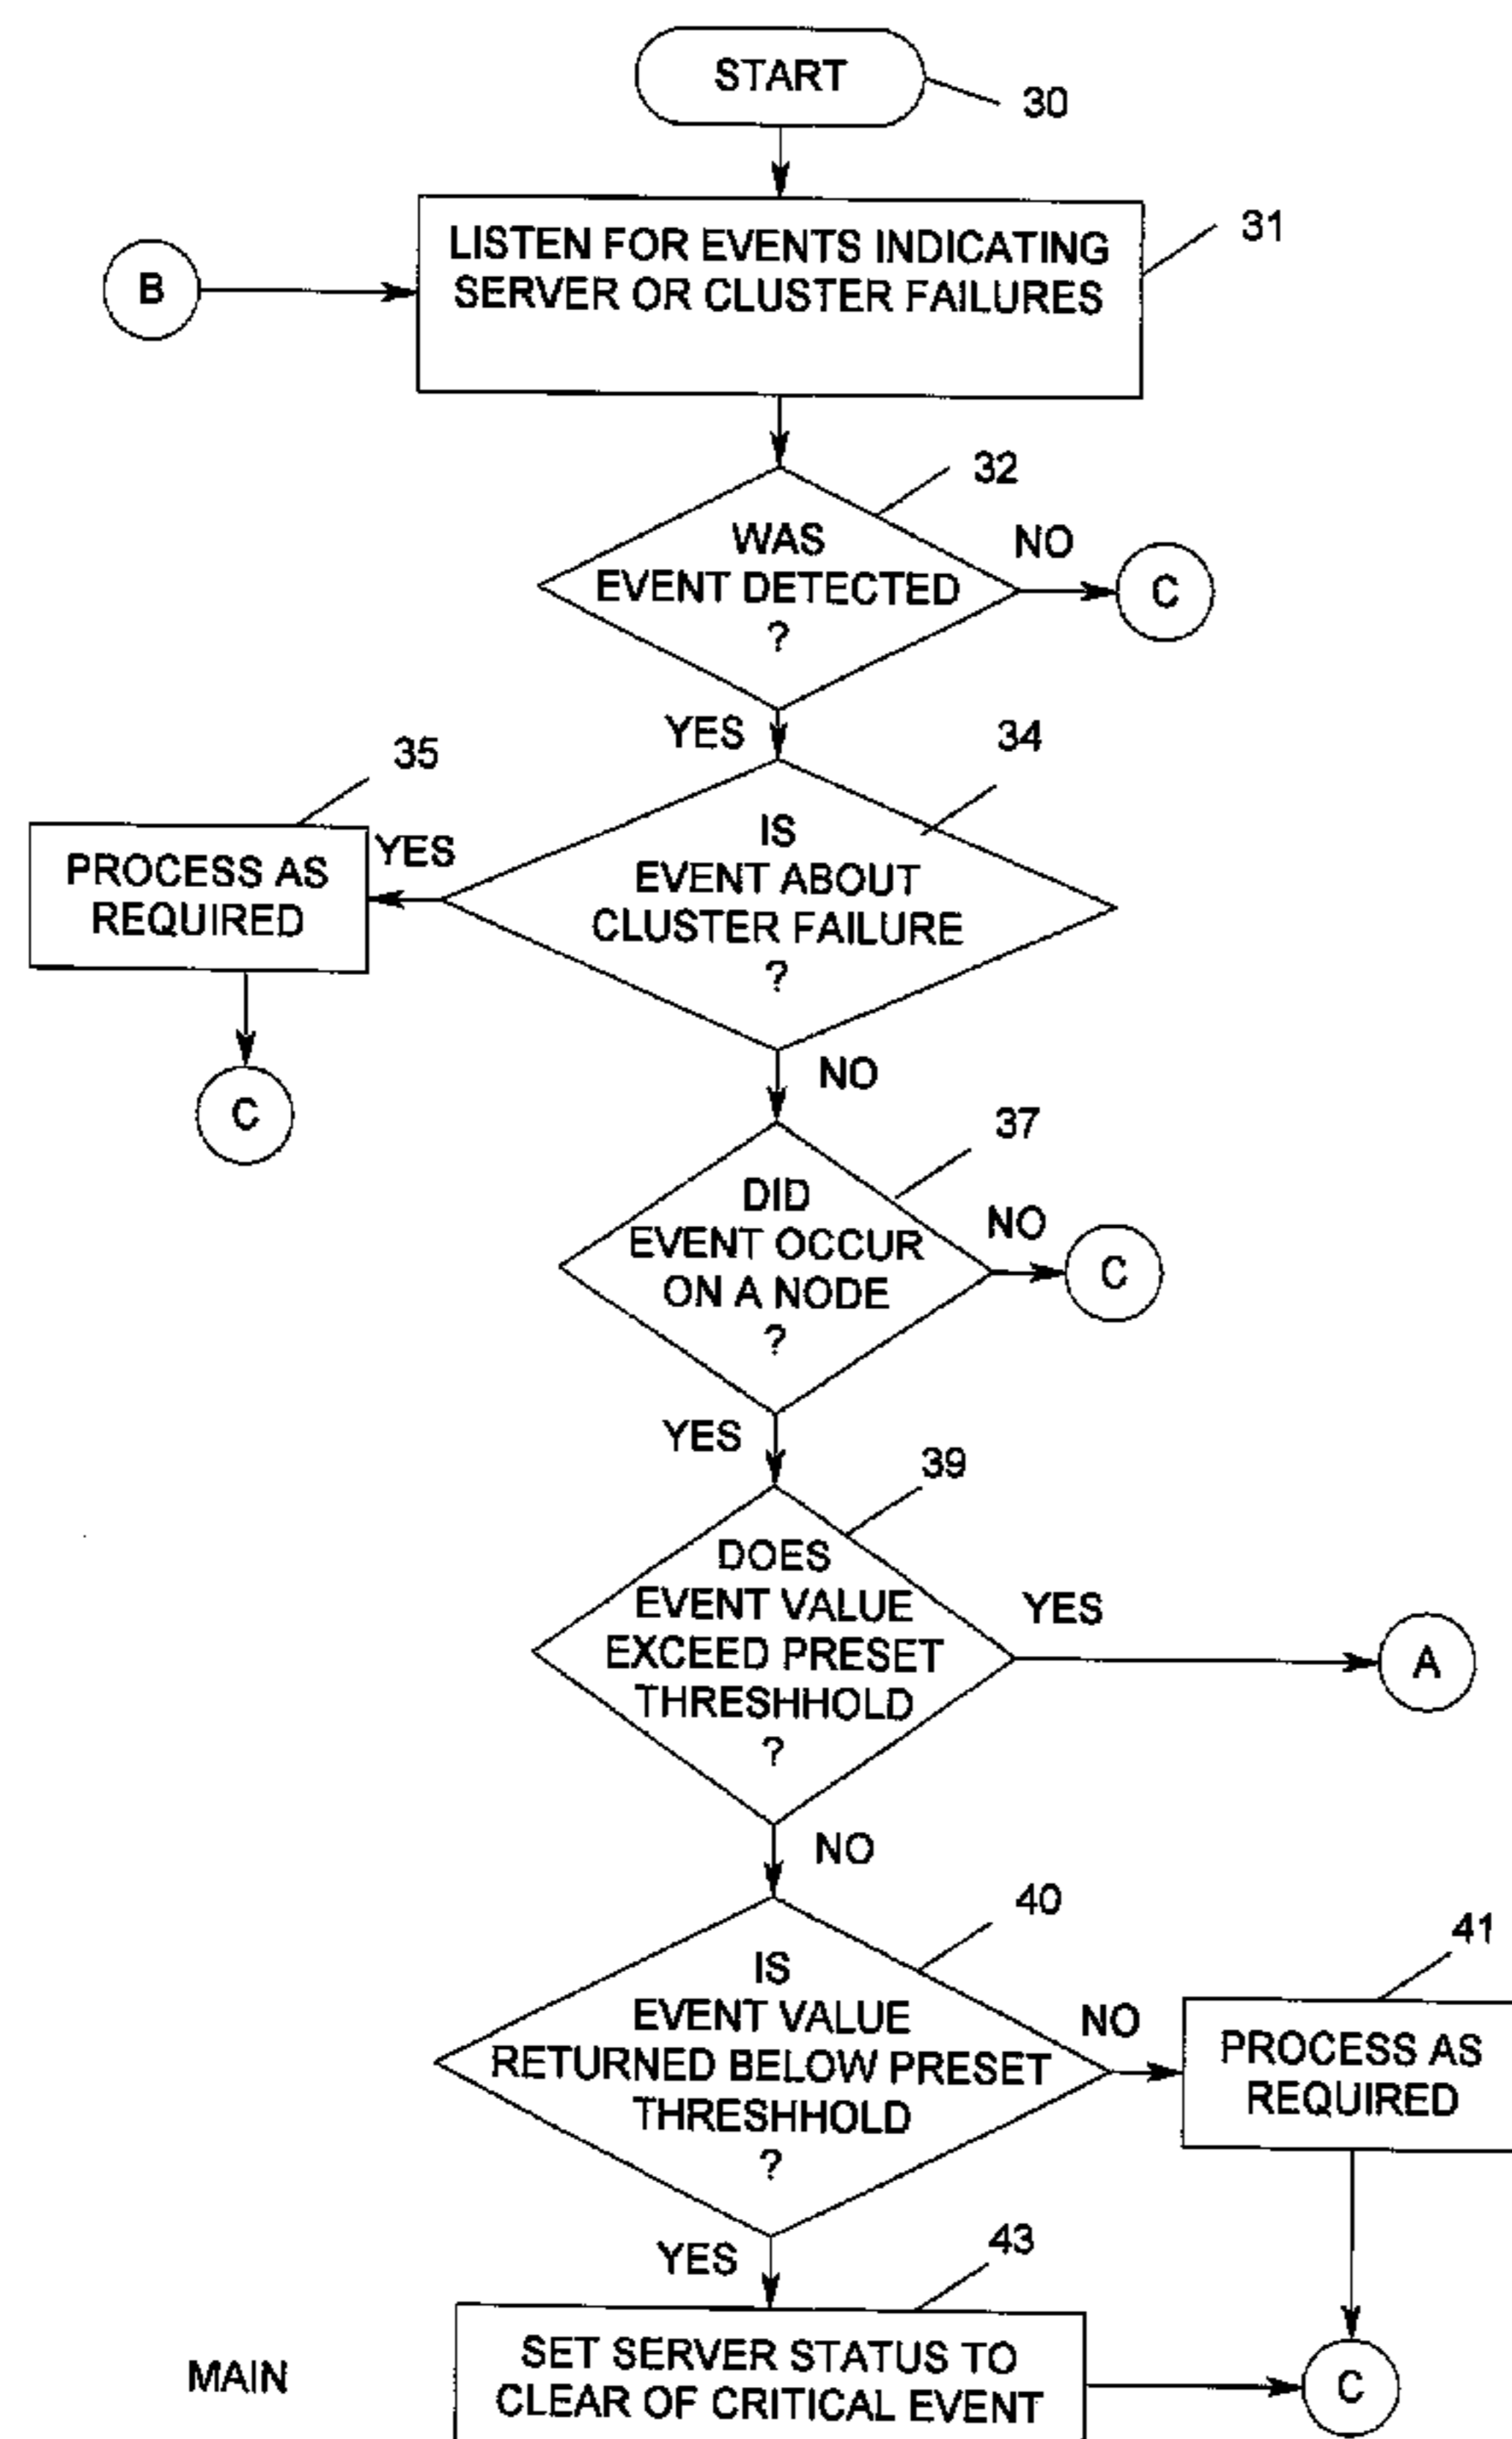 START
30
LISTEN FOR EVENTS INDICATING
SERVER OR CLUSTER FAILURES
31
B
32
WAS
EVENT DETECTED
?
NO
C
YES
34
35
PROCESS AS
REQUIRED
YES
IS
EVENT ABOUT
CLUSTER FAILURE
?
C
NO
37
DID
EVENT OCCUR
ON A NODE
?
NO
C
YES
39
DOES
EVENT VALUE
EXCEED PRESET
THRESHHOLD
?
YES
A
NO
40
IS
EVENT VALUE
RETURNED BELOW PRESET
THRESHHOLD
?
NO
41
PROCESS AS
REQUIRED
YES
43
MAIN
SET SERVER STATUS TO
CLEAR OF CRITICAL EVENT
C